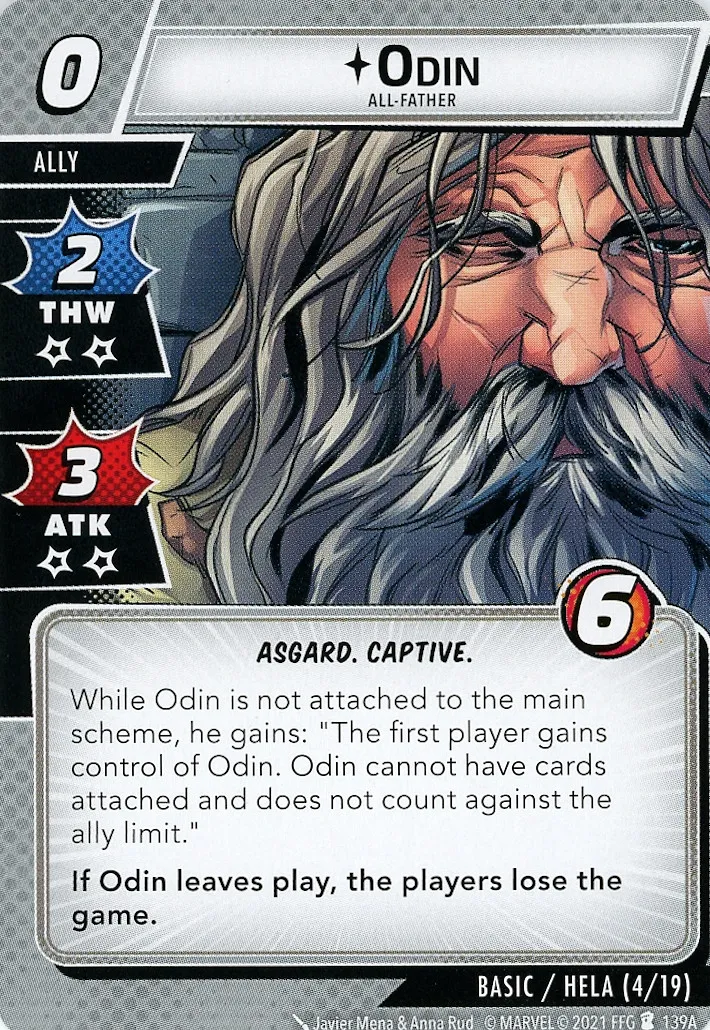 0
ODIN
ALL-FATHER
ALLY
2
THW
3
ATK
6
ASGARD. CAPTIVE.
While Odin is not attached to the main
scheme, he gains: "The first player gains
control of Odin. Odin cannot have cards
attached and does not count against the
ally limit."
If Odin leaves play, the players lose the
game.
BASIC / HELA (4/19)
Javier Mena & Anna Rud © MARVEL © 2021 FFG 139A